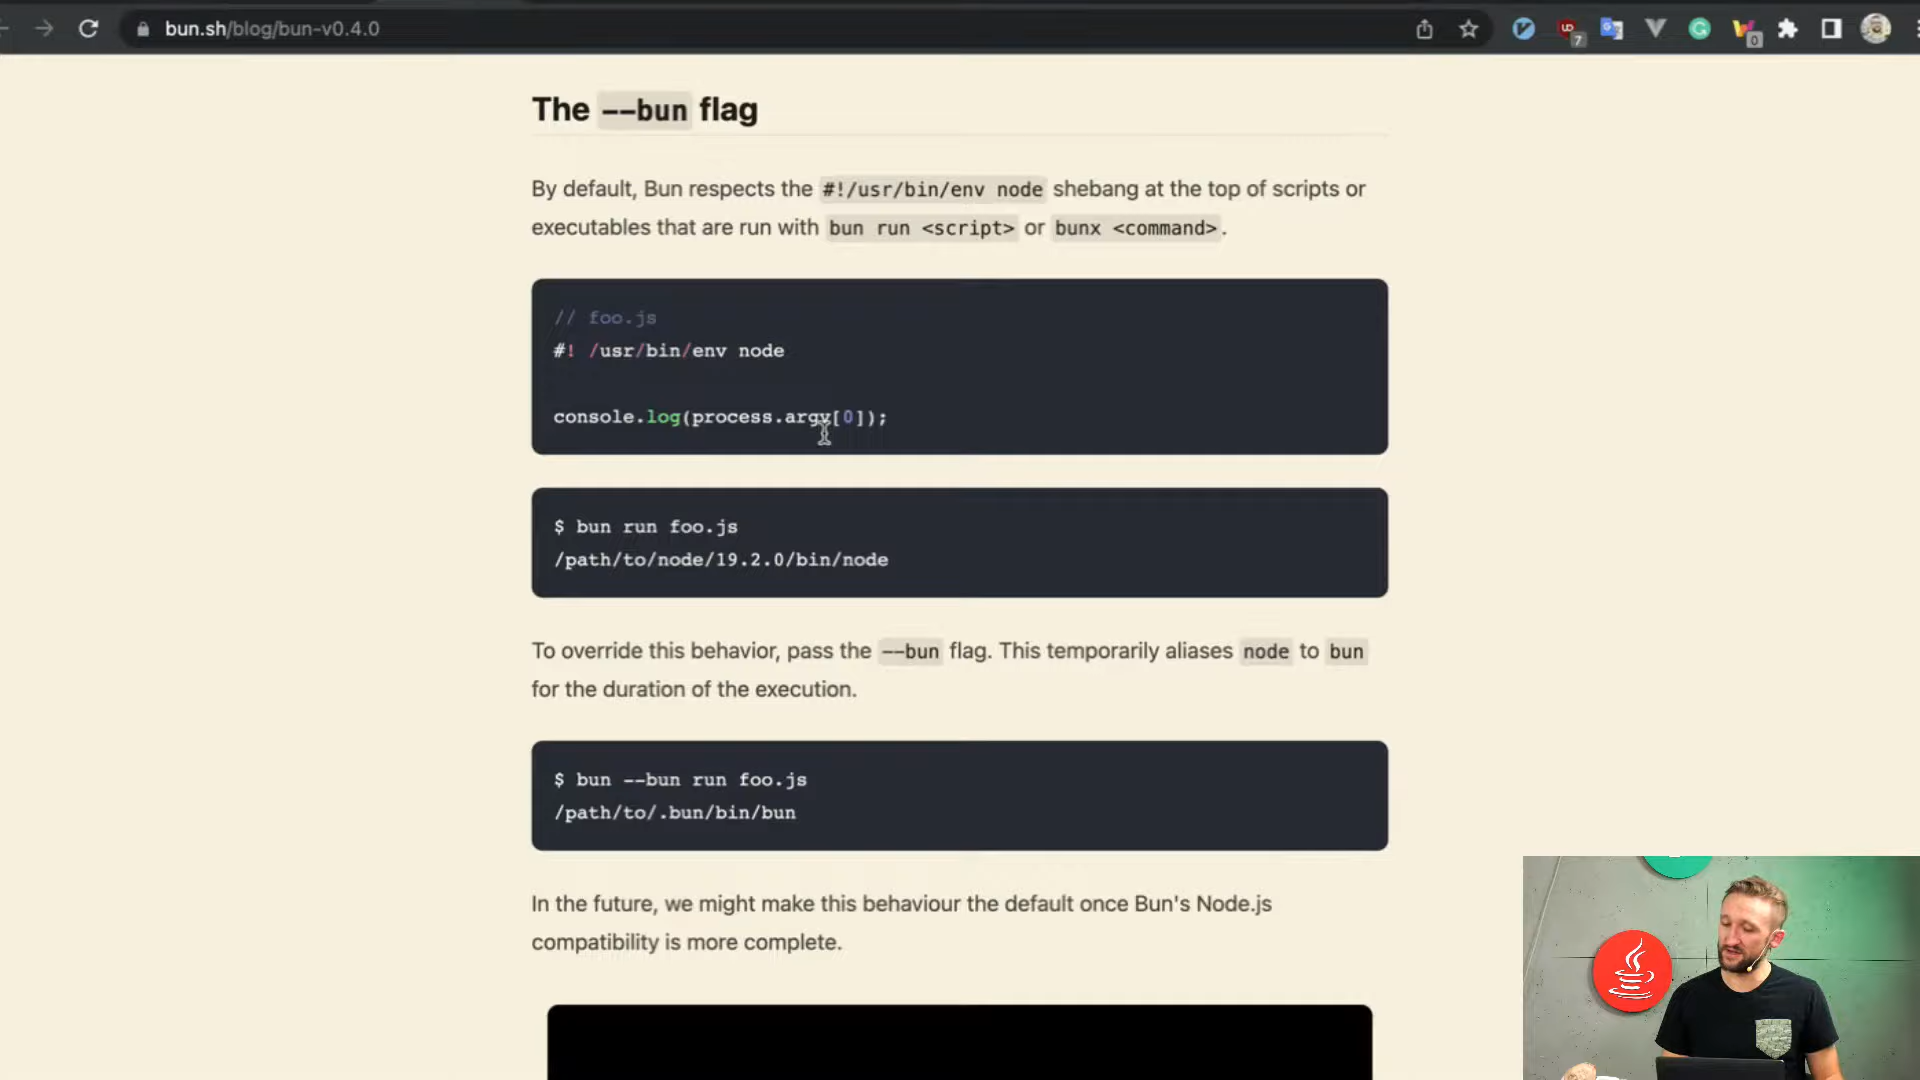 bun.sh/blog/bun-v0.4.0
7
0
The --bun flag
By default, Bun respects the #!/usr/bin/env node shebang at the top of scripts or
executables that are run with bun run <script> or bunx <command>.
// foo.js
#! /usr/bin/env node
console.log(process.argv[0]);
$ bun run foo.js
/path/to/node/19.2.0/bin/node
To override this behavior, pass the --bun flag. This temporarily aliases node to bun
for the duration of the execution.
$ bun --bun run foo.js
/path/to/.bun/bin/bun
In the future, we might make this behaviour the default once Bun's Node.js
compatibility is more complete.